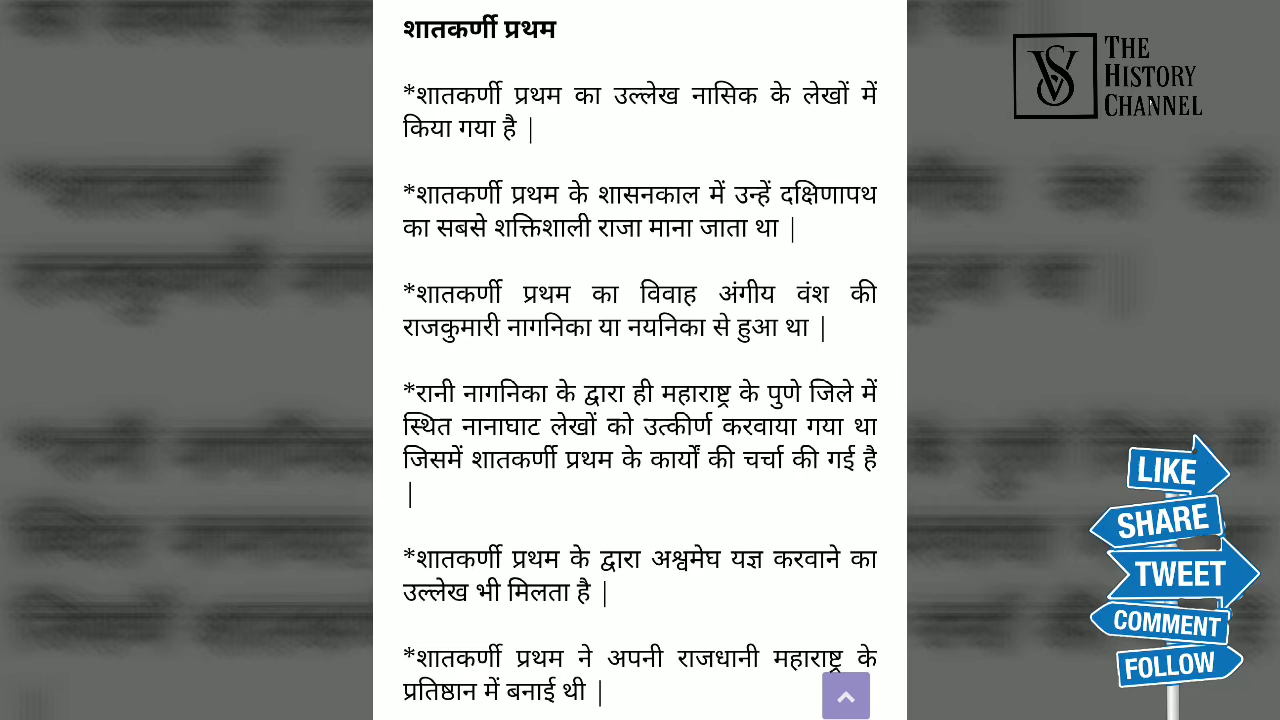 शातकर्णी प्रथम
*शातकर्णी प्रथम का उल्लेख नासिक के लेखों में
किया गया है |
*शातकर्णी प्रथम के शासनकाल में उन्हें दक्षिणापथ
का सबसे शक्तिशाली राजा माना जाता था |
*शातकर्णी प्रथम का विवाह अंगीय वंश की
राजकुमारी नागनिका या नयनिका से हुआ था |
*रानी नागनिका के द्वारा ही महाराष्ट्र के पुणे जिले में
स्थित नानाघाट लेखों को उत्कीर्ण करवाया गया था
जिसमें शातकर्णी प्रथम के कार्यों की चर्चा की गई है
|
*शातकर्णी प्रथम के द्वारा अश्वमेघ यज्ञ करवाने का
उल्लेख भी मिलता है |
*शातकर्णी प्रथम ने अपनी राजधानी महाराष्ट्र के
प्रतिष्ठान में बनाई थी |
VS
THE
HISTORY
CHANNEL
LIKE
SHARE
TWEET
COMMENT
FOLLOW